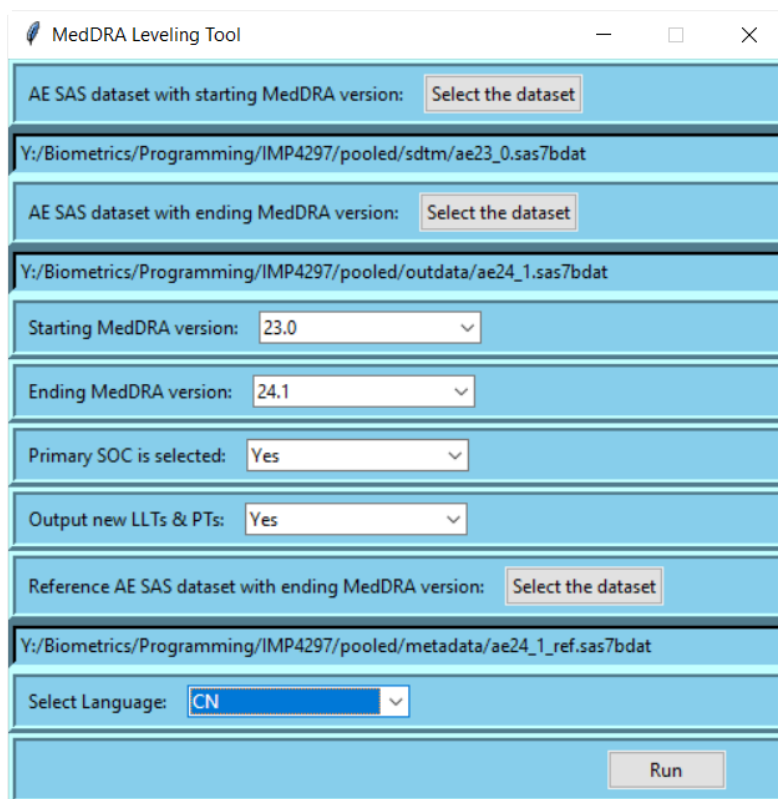 MedDRA Leveling Tool
AE SAS dataset with starting MedDRA version: Select the dataset
Y:/Biometrics/Programming/IMP4297/pooled/sdtm/ae23_0.sas7bdat
AE SAS dataset with ending MedDRA version: Select the dataset
Y:/Biometrics/Programming/IMP4297/pooled/outdata/ae24_1.sas7bdat
Starting MedDRA version: 23.0
Ending MedDRA version: 24.1
Primary SOC is selected: Yes
Output new LLTs & PTs: Yes
Reference AE SAS dataset with ending MedDRA version: Select the dataset
Y:/Biometrics/Programming/IMP4297/pooled/metadata/ae24_1_ref.sas7bdat
Select Language: CN
Run